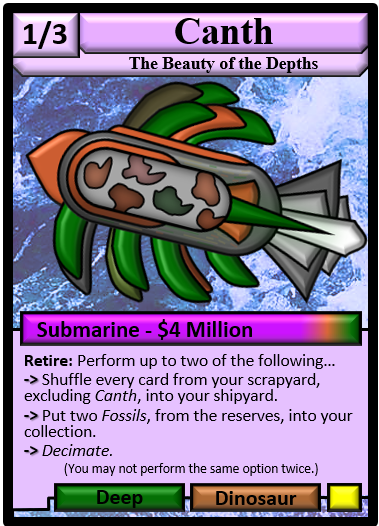 1/3
Canth
The Beauty of the Depths
Submarine - $4 Million
Retire: Perform up to two of the following...
-> Shuffle every card from your scrapyard,
excluding Canth, into your shipyard.
-> Put two Fossils, from the reserves, into your
collection.
-> Decimate.
(You may not perform the same option twice.)
Deep
Dinosaur